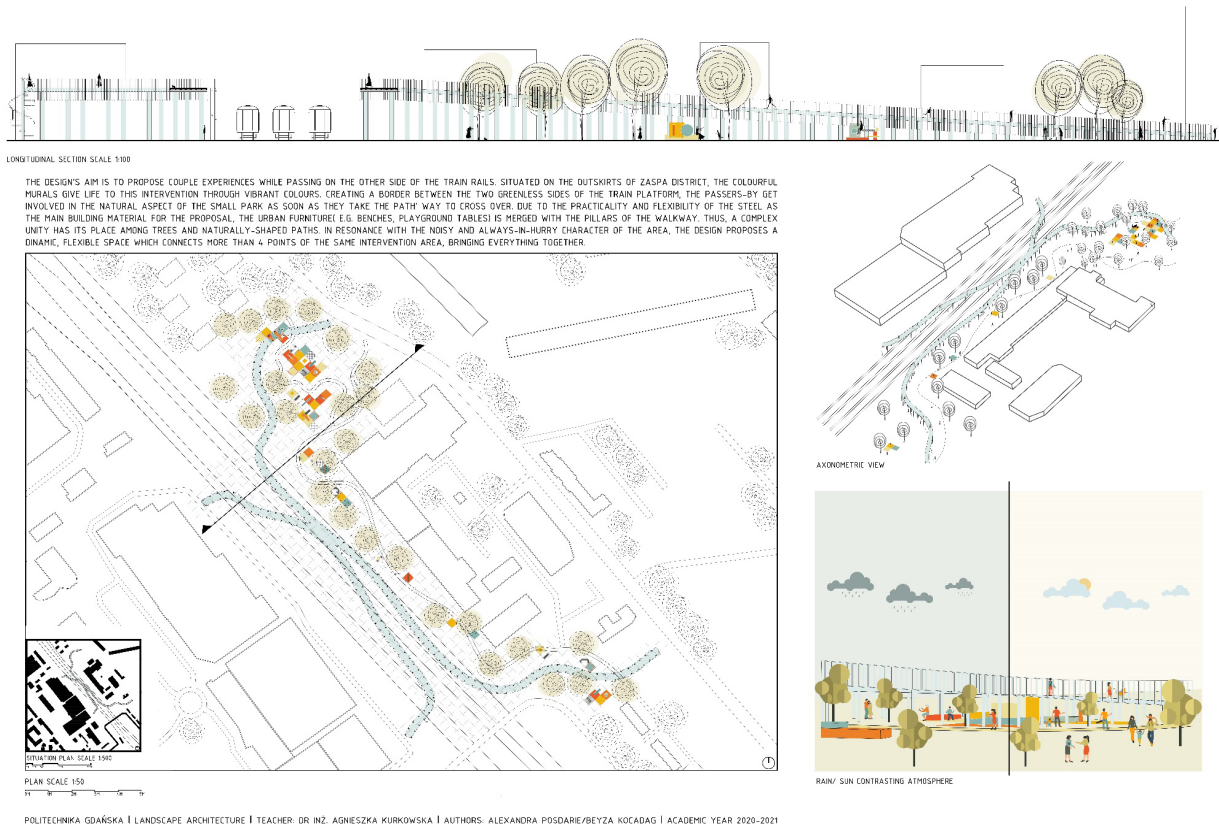 LONGITUDINAL SECTION SCALE 1:100
THE DESIGN'S AIM IS TO PROPOSE COUPLE EXPERIENCES WHILE PASSING ON THE OTHER SIDE OF THE TRAIN RAILS. SITUATED ON THE OUTSKIRTS OF ZASPA DISTRICT, THE COLOURFUL
MURALS GIVE LIFE TO THIS INTERVENTION THROUGH VIBRANT COLOURS. CREATING A BORDER BETWEEN THE TWO GREENLESS SIDES OF THE TRAIN PLATFORM, THE PASSERS-BY GET
INVOLVED IN THE NATURAL ASPECT OF THE SMALL PARK AS SOON AS THEY TAKE THE PATH' WAY TO CROSS OVER. DUE TO THE PRACTICALITY AND FLEXIBILITY OF THE STEEL AS
THE MAIN BUILDING MATERIAL FOR THE PROPOSAL, THE URBAN FURNITURE( E.G. BENCHES, PLAYGROUND TABLES) IS MERGED WITH THE PILLARS OF THE WALKWAY. THUS, A COMPLEX
UNITY HAS ITS PLACE AMONG TREES AND NATURALLY-SHAPED PATHS. IN RESONANCE WITH THE NOISY AND ALWAYS-IN-HURRY CHARACTER OF THE AREA, THE DESIGN PROPOSES A
DINAMIC, FLEXIBLE SPACE WHICH CONNECTS MORE THAN 4 POINTS OF THE SAME INTERVENTION AREA, BRINGING EVERYTHING TOGETHER.
AXONOMETRIC VIEW
SITUATION PLAN SCALE 1:500
RAIN/ SUN CONTRASTING ATMOSPHERE
PLAN SCALE 1:50
POLITECHNIKA GDAŃSKA | LANDSCAPE ARCHITECTURE | TEACHER: DR INŻ. AGNIESZKA KURKOWSKA | AUTHORS: ALEXANDRA POSDARIE/BEYZA KOCADAG | ACADEMIC YEAR 2020-2021